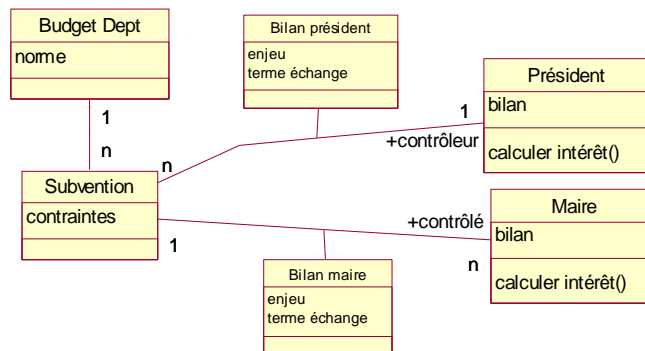 Budget Dept
norme
1
n
Subvention
contraintes
Bilan président
enjeu
terme échange
n
1
+contrôleur
Président
bilan
calculer intérêt()
1
+contrôlé
n
Bilan maire
enjeu
terme échange
Maire
bilan
calculer intérêt()